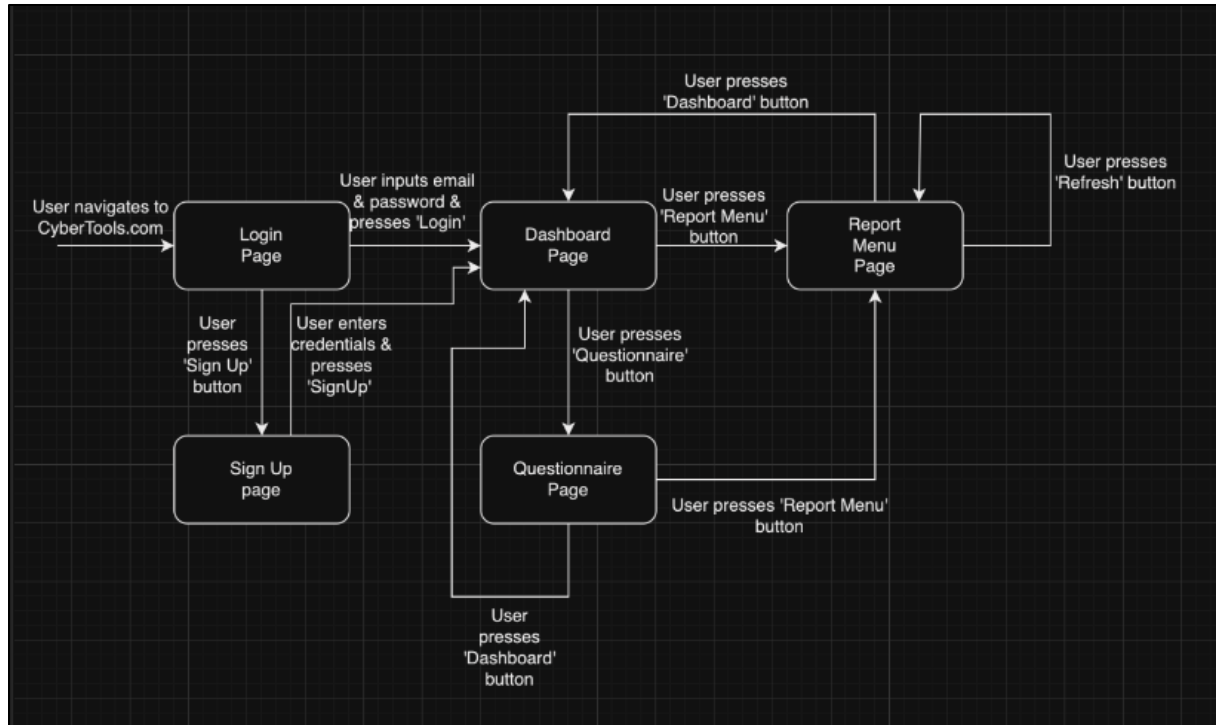 User presses
'Dashboard' button
User presses
'Refresh' button
User inputs email
& password &
presses 'Login'
User presses
'Report Menu'
button
User navigates to
CyberTools.com
Login
Page
Dashboard
Page
Report
Menu
Page
User
presses
'Sign Up'
button
User enters
credentials &
presses
'SignUp'
User presses
'Questionnaire'
button
Sign Up
page
Questionnaire
Page
User presses 'Report Menu'
button
User
presses
'Dashboard'
button